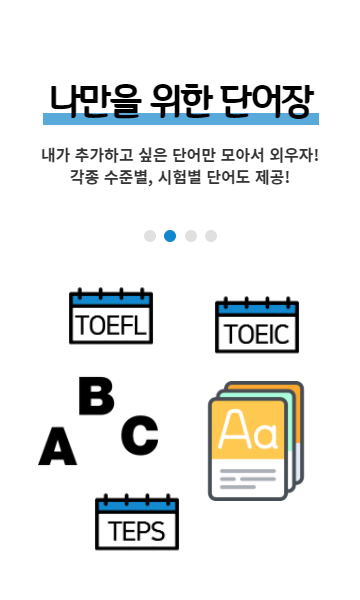 나만을 위한 단어장
내가 추가하고 싶은 단어만 모아서 외우자!
각종 수준별, 시험별 단어도 제공!
TOEFL
TOEIC
B
A
C
Aa
TEPS